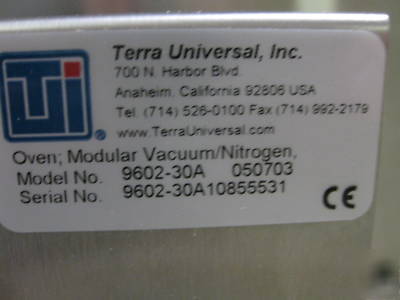 Terra Universal, Inc.
700 N. Harbor Blvd.
Anaheim, California 92806 USA
Tel. (714) 526-0100 Fax (714) 992-2179
www.TerraUniversal.com
Oven; Modular Vacuum/Nitrogen,
Model No. 9602-30A 050703
Serial No. 9602-30A10855531
CE